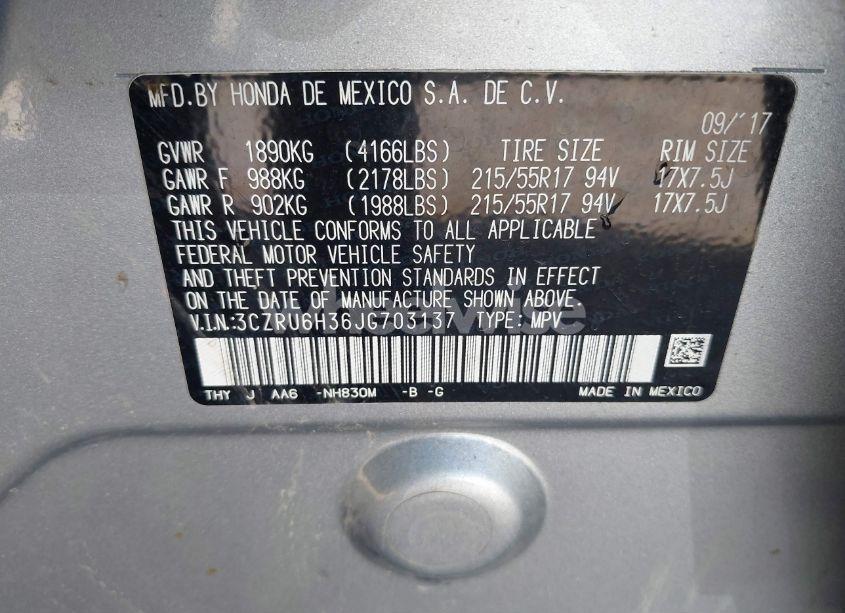 MFD.BY HONDA DE MEXICO S.A. DE C.V.
09/'17
GVWR 1890KG (4166LBS) TIRE SIZE RIM SIZE
GAWR F 988KG (2178LBS) 215/55R17 94V 17X7.5J
GAWR R 902KG (1988LBS) 215/55R17 94V 17X7.5J
THIS VEHICLE CONFORMS TO ALL APPLICABLE
FEDERAL MOTOR VEHICLE SAFETY
AND THEFT PREVENTION STANDARDS IN EFFECT
ON THE DATE OF MANUFACTURE SHOWN ABOVE.
V.IN:3CZRU6H36JG703137 TYPE: MPV
THY J AA6 -NH830M -B -G MADE IN MEXICO